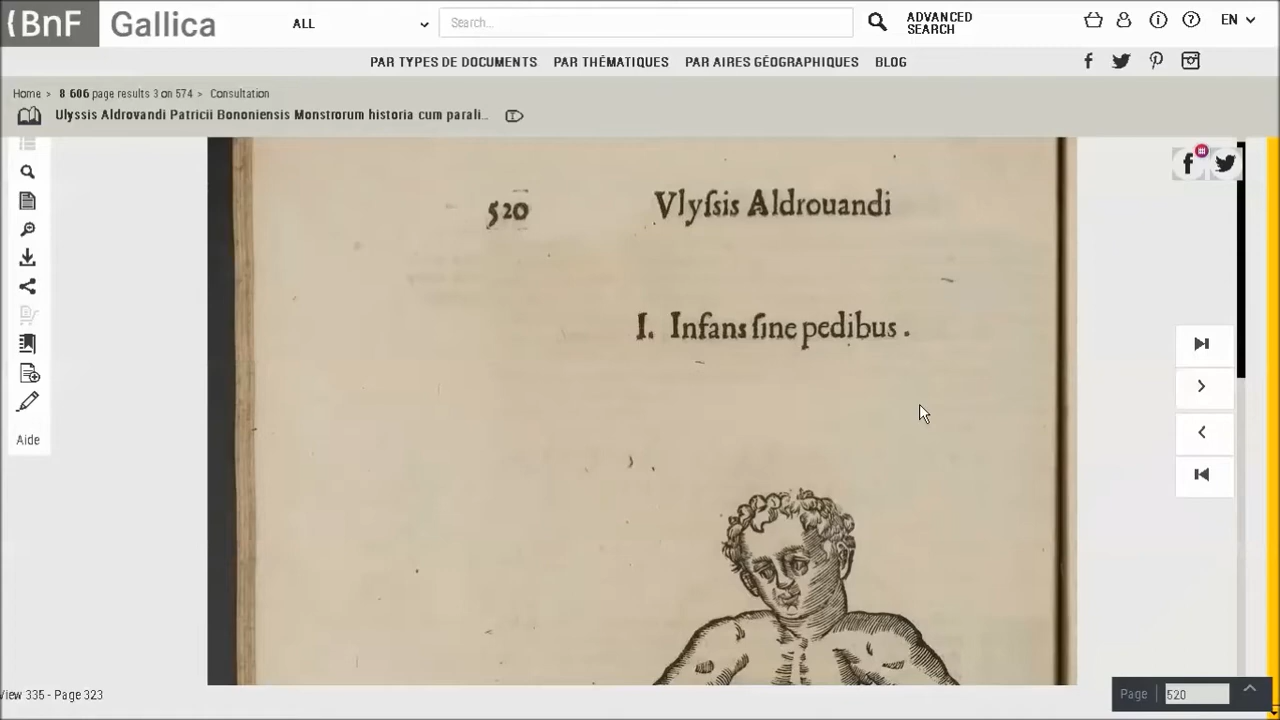 BnF Gallica
ALL
Search...
ADVANCED
SEARCH
EN
PAR TYPES DE DOCUMENTS PAR THÉMATIQUES PAR AIRES GÉOGRAPHIQUES BLOG
Home > 8 606 page results 3 on 574 > Consultation
Ulyssis Aldrovandi Patricii Bononiensis Monstrorum historia cum parali..
520 Vlyſsis Aldrouandi
I. Infans ſine pedibus .
Aide
View 335 - Page 323
Page 520